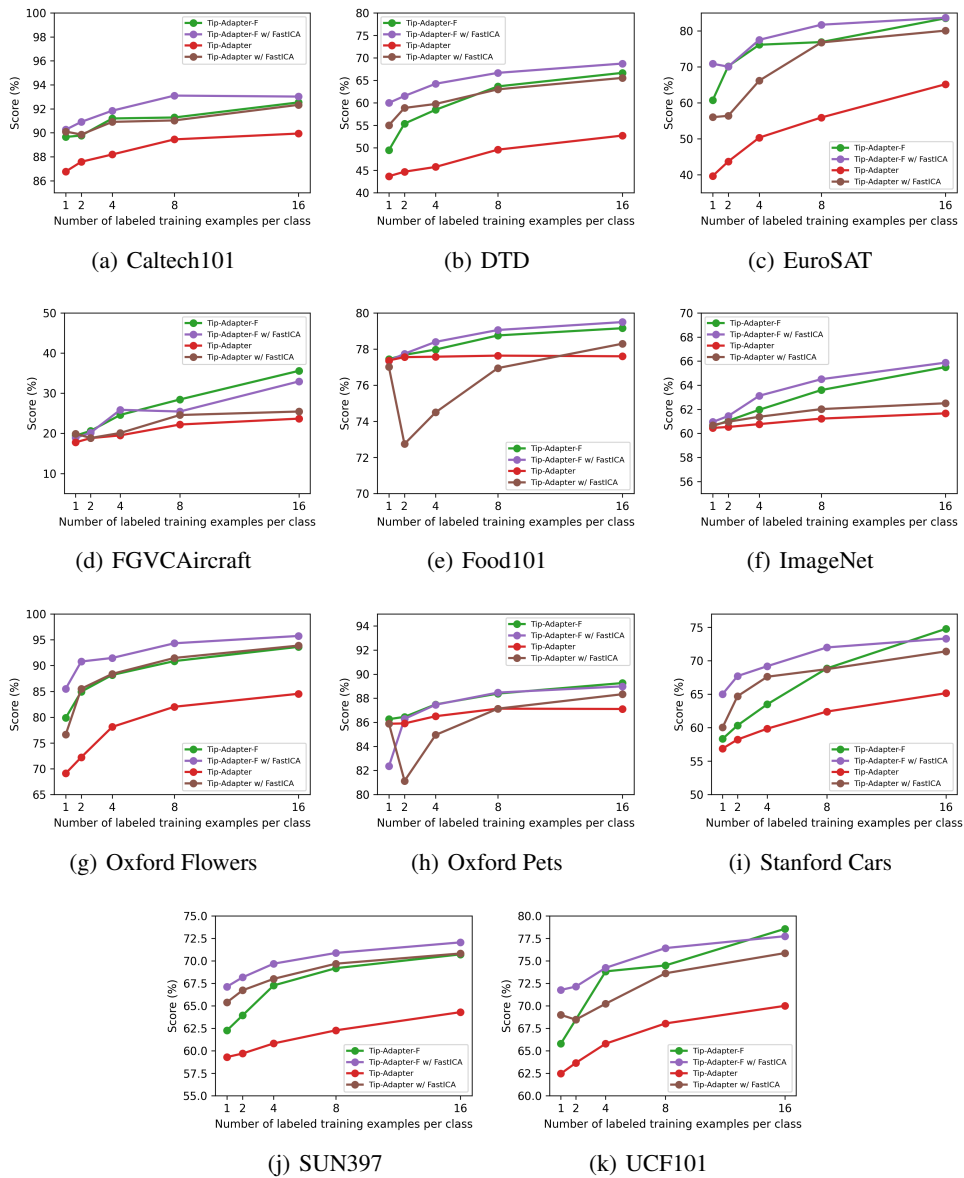 100
98
96
94
92
90
88
86
Score (%)
Tip-Adapter-F
Tip-Adapter-F w/ FastICA
Tip-Adapter
Tip-Adapter w/ FastICA
1 2 4 8 16
Number of labeled training examples per class
(a) Caltech101
80
75
70
65
60
55
50
45
40
Score (%)
Tip-Adapter-F
Tip-Adapter-F w/ FastICA
Tip-Adapter
Tip-Adapter w/ FastICA
1 2 4 8 16
Number of labeled training examples per class
(b) DTD
80
70
60
50
40
Score (%)
Tip-Adapter-F
Tip-Adapter-F w/ FastICA
Tip-Adapter
Tip-Adapter w/ FastICA
1 2 4 8 16
Number of labeled training examples per class
(c) EuroSAT
50
40
30
20
10
Score (%)
Tip-Adapter-F
Tip-Adapter-F w/ FastICA
Tip-Adapter
Tip-Adapter w/ FastICA
1 2 4 8 16
Number of labeled training examples per class
(d) FGVCAircraft
80
78
76
74
72
70
Score (%)
Tip-Adapter-F
Tip-Adapter-F w/ FastICA
Tip-Adapter
Tip-Adapter w/ FastICA
1 2 4 8 16
Number of labeled training examples per class
(e) Food101
70
68
66
64
62
60
58
56
Score (%)
Tip-Adapter-F
Tip-Adapter-F w/ FastICA
Tip-Adapter
Tip-Adapter w/ FastICA
1 2 4 8 16
Number of labeled training examples per class
(f) ImageNet
100
95
90
85
80
75
70
65
Score (%)
Tip-Adapter-F
Tip-Adapter-F w/ FastICA
Tip-Adapter
Tip-Adapter w/ FastICA
1 2 4 8 16
Number of labeled training examples per class
(g) Oxford Flowers
94
92
90
88
86
84
82
80
Score (%)
Tip-Adapter-F
Tip-Adapter-F w/ FastICA
Tip-Adapter
Tip-Adapter w/ FastICA
1 2 4 8 16
Number of labeled training examples per class
(h) Oxford Pets
75
70
65
60
55
50
Score (%)
Tip-Adapter-F
Tip-Adapter-F w/ FastICA
Tip-Adapter
Tip-Adapter w/ FastICA
1 2 4 8 16
Number of labeled training examples per class
(i) Stanford Cars
75.0
72.5
70.0
67.5
65.0
62.5
60.0
57.5
55.0
Score (%)
Tip-Adapter-F
Tip-Adapter-F w/ FastICA
Tip-Adapter
Tip-Adapter w/ FastICA
1 2 4 8 16
Number of labeled training examples per class
(j) SUN397
80.0
77.5
75.0
72.5
70.0
67.5
65.0
62.5
60.0
Score (%)
Tip-Adapter-F
Tip-Adapter-F w/ FastICA
Tip-Adapter
Tip-Adapter w/ FastICA
1 2 4 8 16
Number of labeled training examples per class
(k) UCF101